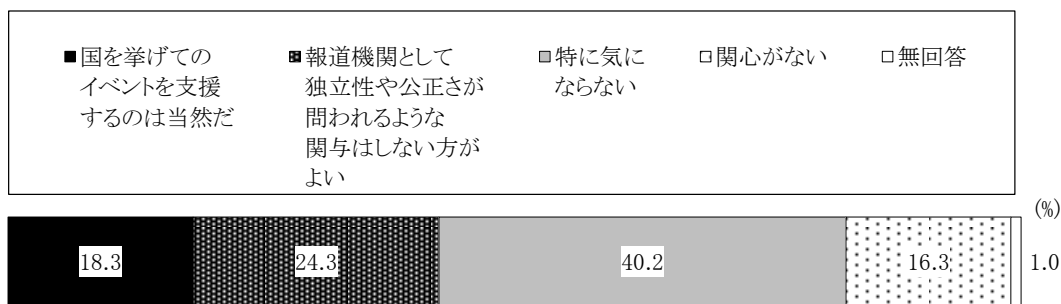 ■国を挙げての
イベントを支援
するのは当然だ
■報道機関として
独立性や公正さが
問われるような
関与はしない方が
よい
■特に気に
ならない
□関心がない
□無回答
(%)
18.3
24.3
40.2
16.3
1.0